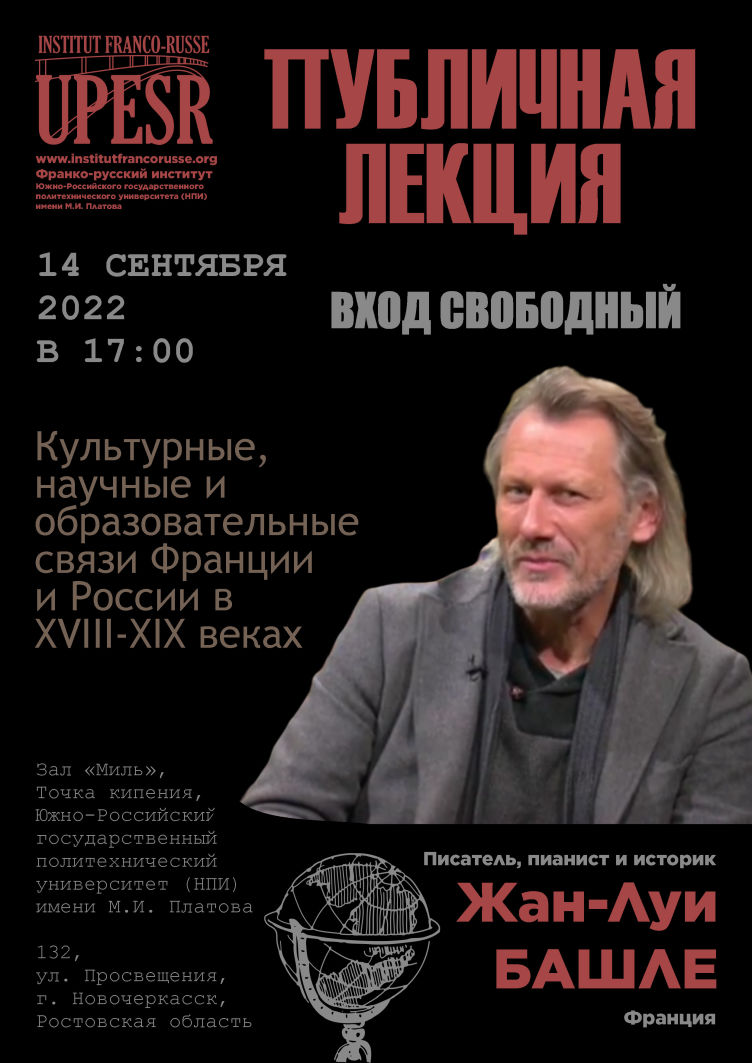 INSTITUT FRANCO-RUSSE
UPESR
www.institutfrancorusse.org
Франко-русский институт
Южно-Российского государственного
политехнического университета (НПИ)
имени М.И. Платова
ПУБЛИЧНАЯ
ЛЕКЦИЯ
14 СЕНТЯБРЯ
2022
В 17:00
ВХОД СВОБОДНЫЙ
Культурные,
научные и
образовательные
связи Франции
и России в
XVIII-XIX веках
Зал «Миль»,
Точка кипения,
Южно-Российский
государственный
политехнический
университет (НПИ)
имени М.И. Платова
132,
ул. Просвещения,
г. Новочеркасск,
Ростовская область
Писатель, пианист и историк
Жан-Луи
БАШЛЕ
Франция